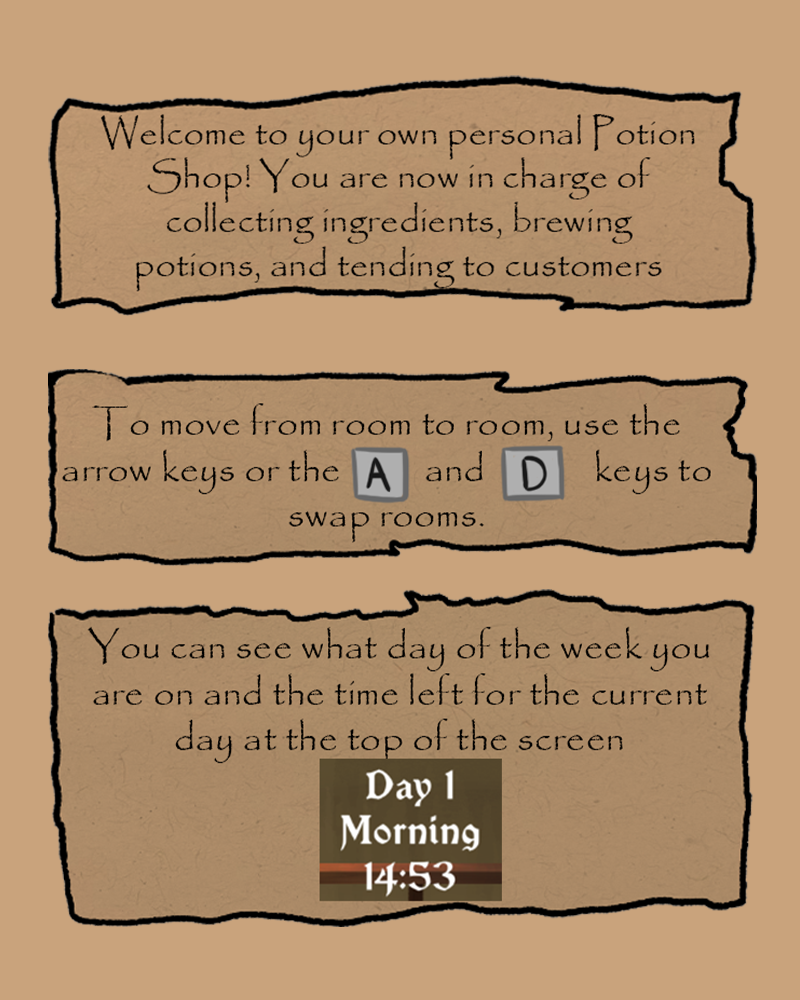 Welcome to your own personal Potion
Shop! You are now in charge of
collecting ingredients, brewing
potions, and tending to customers
To move from room to room, use the
arrow keys or the A and D keys to
swap rooms.
You can see what day of the week you
are on and the time left for the current
day at the top of the screen
Day 1
Morning
14:53